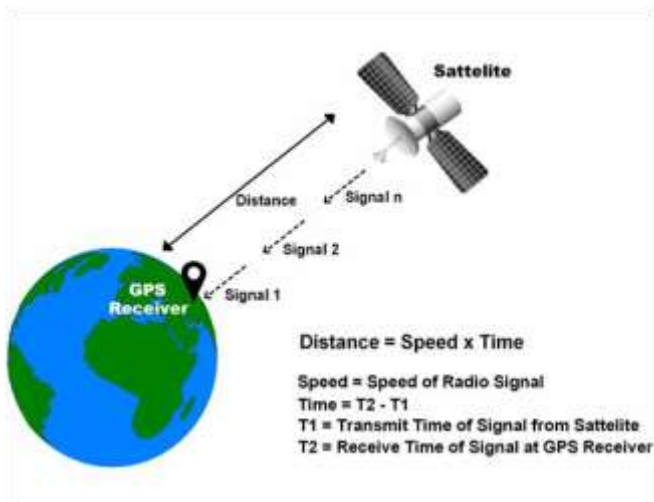 Sattelite
Distance
Signal n
Signal 2
GPS
Receiver
Signal 1
Distance = Speed x Time
Speed = Speed of Radio Signal
Time = T2 - T1
T1 = Transmit Time of Signal from Sattelite
T2 = Receive Time of Signal at GPS Receiver